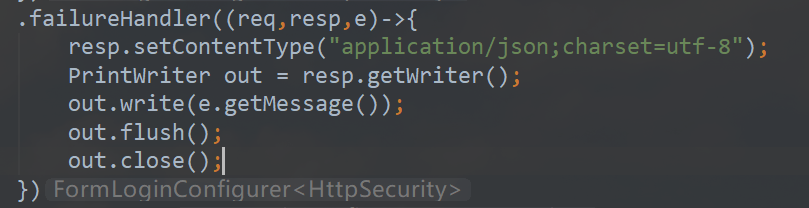 .failureHandler((req,resp,e)->{
    resp.setContentType("application/json;charset=utf-8");
    PrintWriter out = resp.getWriter();
    out.write(e.getMessage());
    out.flush();
    out.close();
}) FormLoginConfigurer<HttpSecurity>